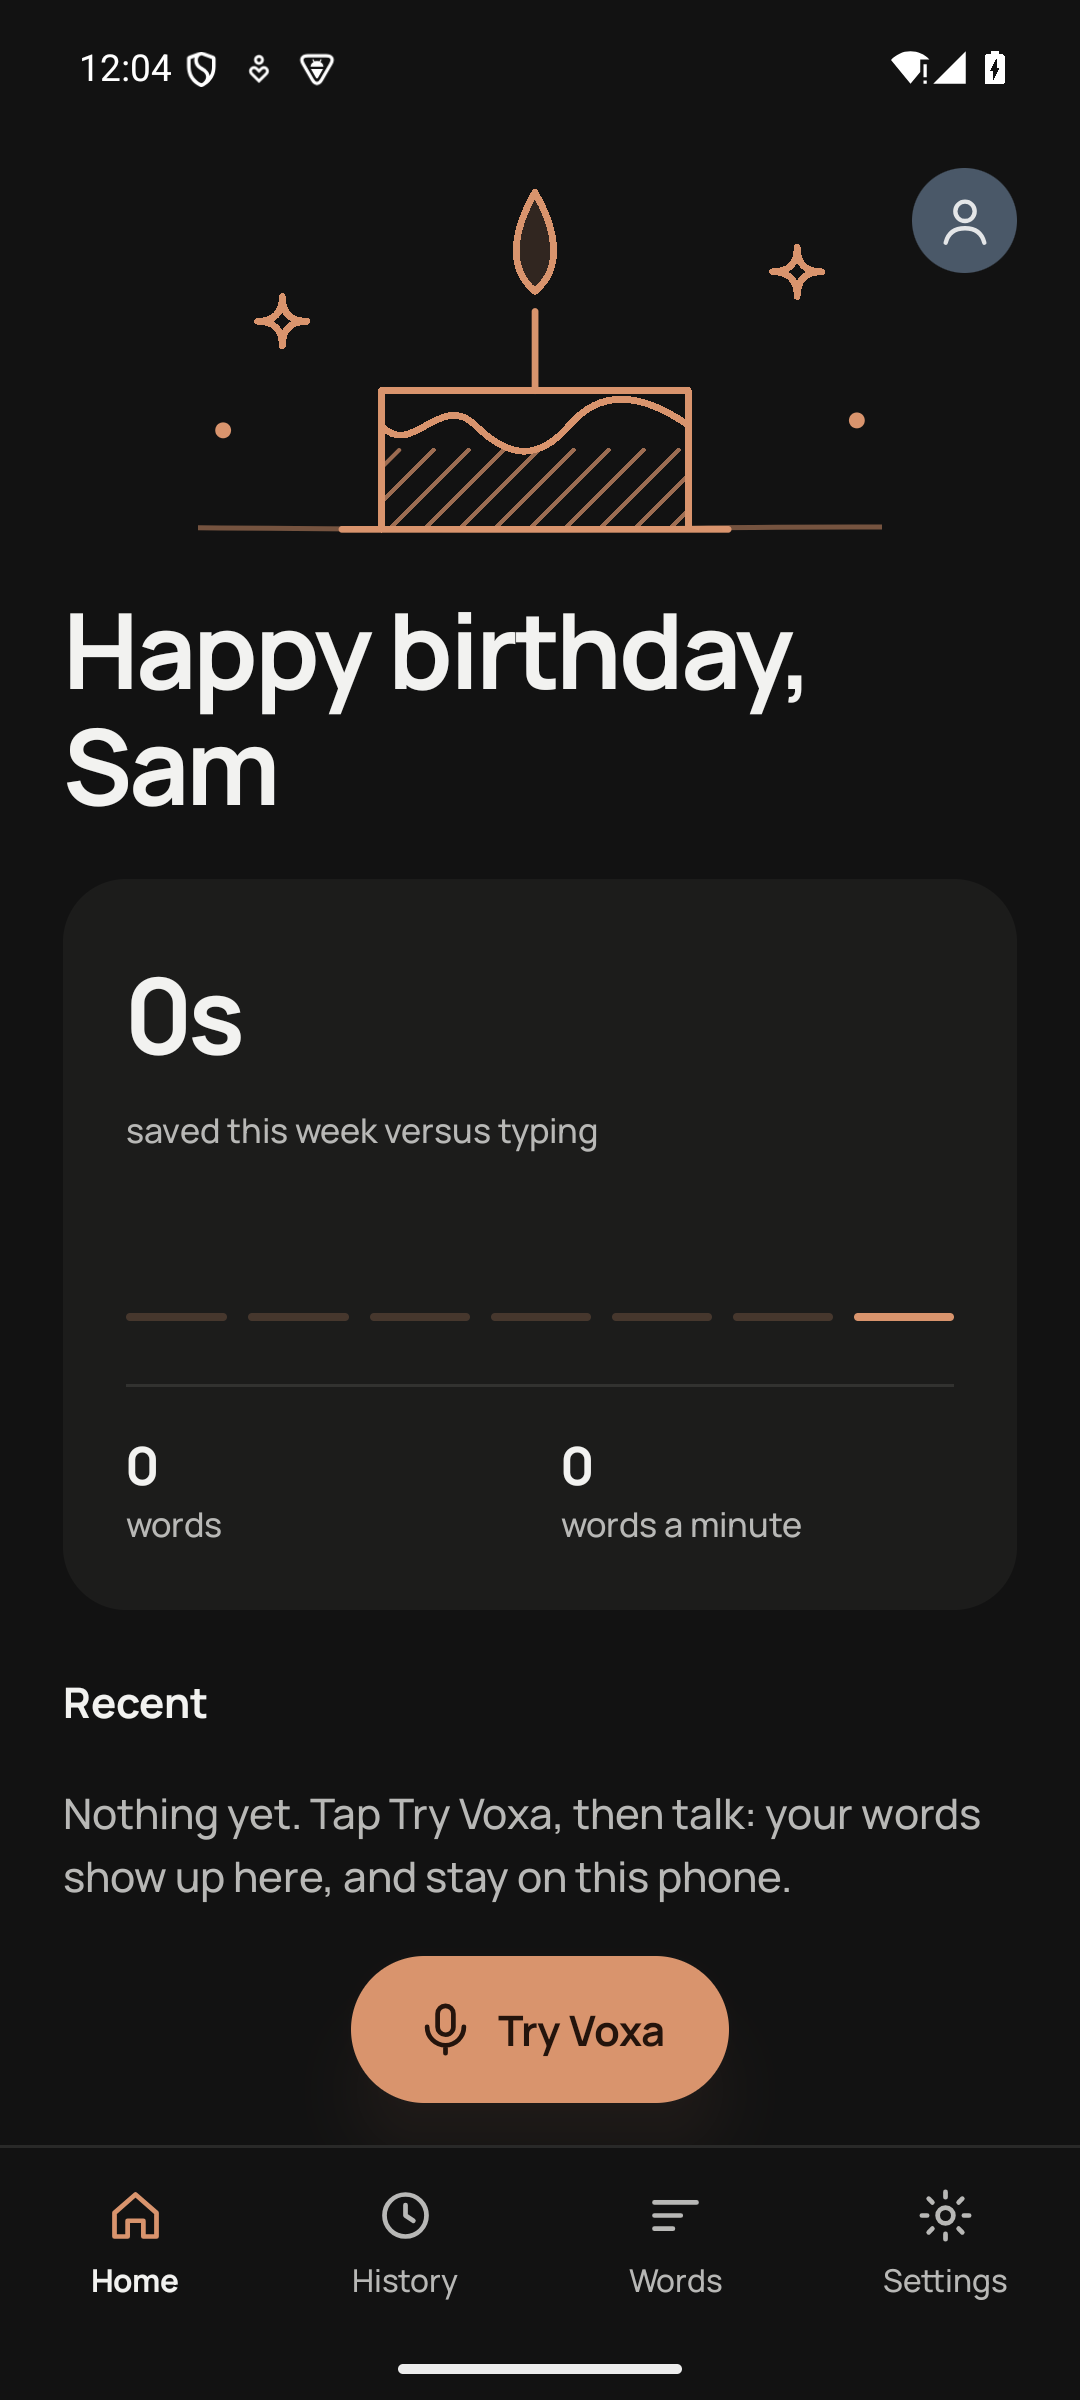 12:04
Happy birthday,
Sam
0s
saved this week versus typing
0
words
0
words a minute
Recent
Nothing yet. Tap Try Voxa, then talk: your words
show up here, and stay on this phone.
Try Voxa
Home
History
Words
Settings